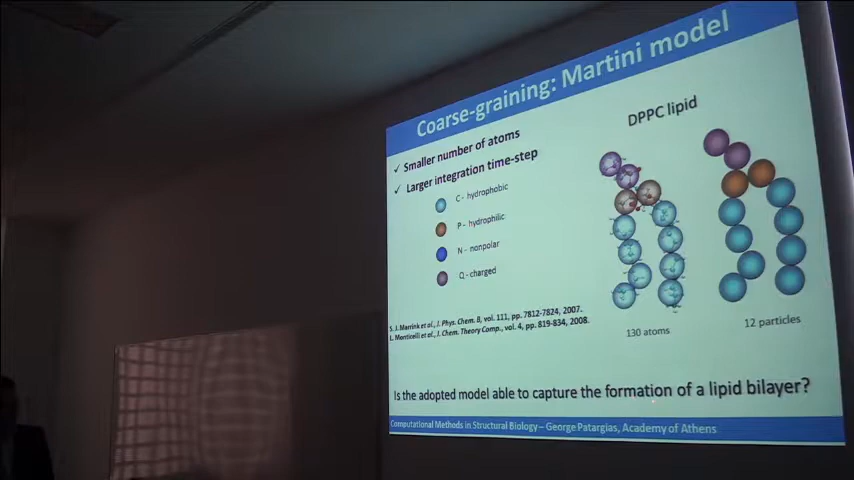 Coarse-graining: Martini model
✓ Smaller number of atoms
✓ Larger integration time-step
C - hydrophobic
P - hydrophilic
N - nonpolar
Q - charged
DPPC lipid
130 atoms
12 particles
S. J. Marrink et al., J. Phys. Chem. B, vol. 111, pp. 7812-7824, 2007.
L. Monticelli et al., J. Chem. Theory Comp., vol. 4, pp. 819-834, 2008.
Is the adopted model able to capture the formation of a lipid bilayer?
Computational Methods in Structural Biology – George Patargias, Academy of Athens